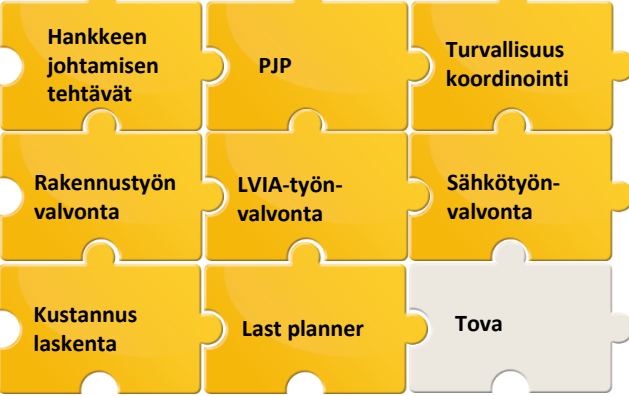 Hankkeen
johtamisen
tehtävät
PJP
Turvallisuus
koordinointi
Rakennustyön
valvonta
LVIA-työn-
valvonta
Sähkötyön-
valvonta
Kustannus
laskenta
Last planner
Tova